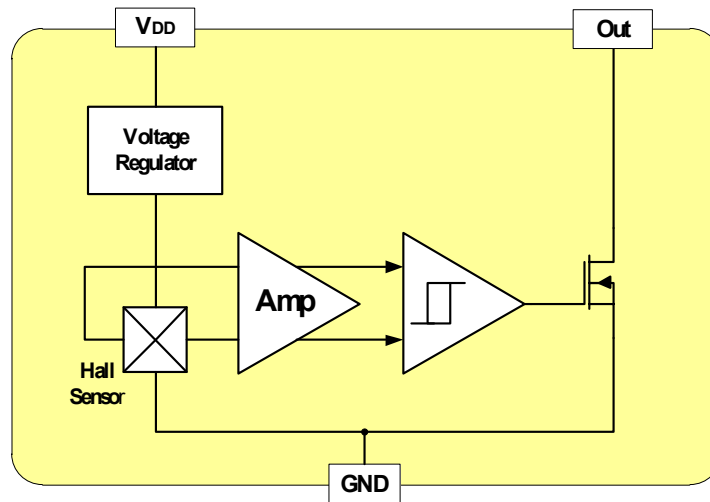 VDD
Out
Voltage
Regulator
Amp
Hall
Sensor
GND